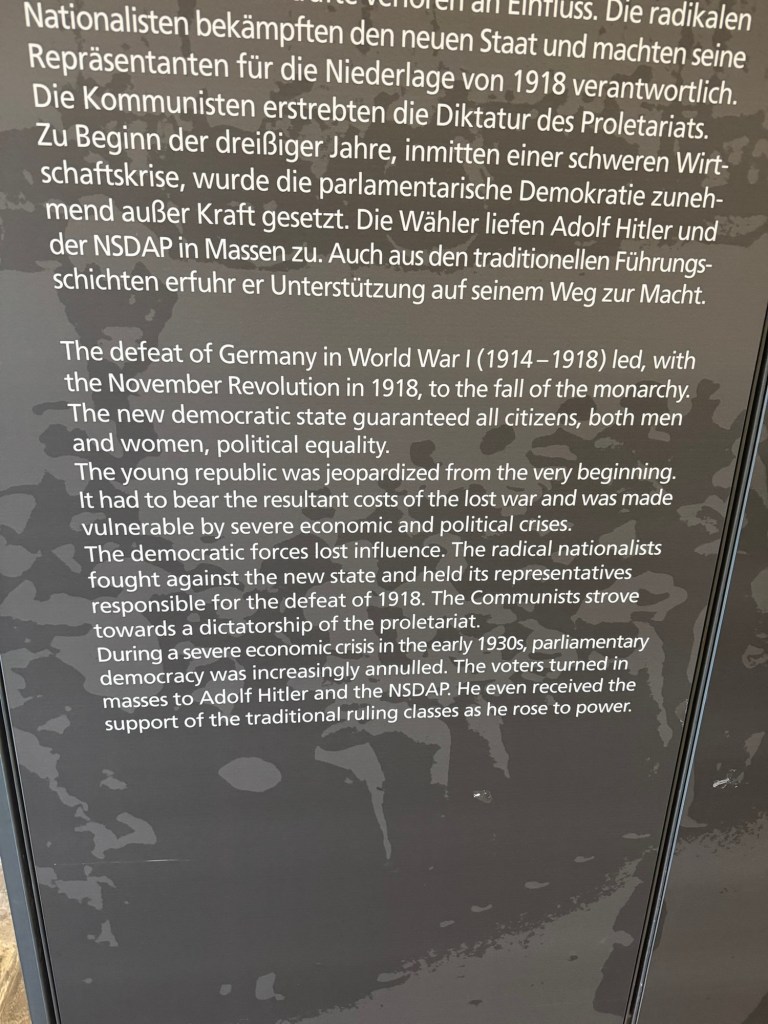 verloren an Einfluss. Die radikalen
Nationalisten bekämpften den neuen Staat und machten seine
Repräsentanten für die Niederlage von 1918 verantwortlich.
Die Kommunisten erstrebten die Diktatur des Proletariats.
Zu Beginn der dreißiger Jahre, inmitten einer schweren Wirt-
schaftskrise, wurde die parlamentarische Demokratie zuneh-
mend außer Kraft gesetzt. Die Wähler liefen Adolf Hitler und
der NSDAP in Massen zu. Auch aus den traditionellen Führungs-
schichten erfuhr er Unterstützung auf seinem Weg zur Macht.
The defeat of Germany in World War I (1914–1918) led, with
the November Revolution in 1918, to the fall of the monarchy.
The new democratic state guaranteed all citizens, both men
and women, political equality.
The young republic was jeopardized from the very beginning.
It had to bear the resultant costs of the lost war and was made
vulnerable by severe economic and political crises.
The democratic forces lost influence. The radical nationalists
fought against the new state and held its representatives
responsible for the defeat of 1918. The Communists strove
towards a dictatorship of the proletariat.
During a severe economic crisis in the early 1930s, parliamentary
democracy was increasingly annulled. The voters turned in
masses to Adolf Hitler and the NSDAP. He even received the
support of the traditional ruling classes as he rose to power.